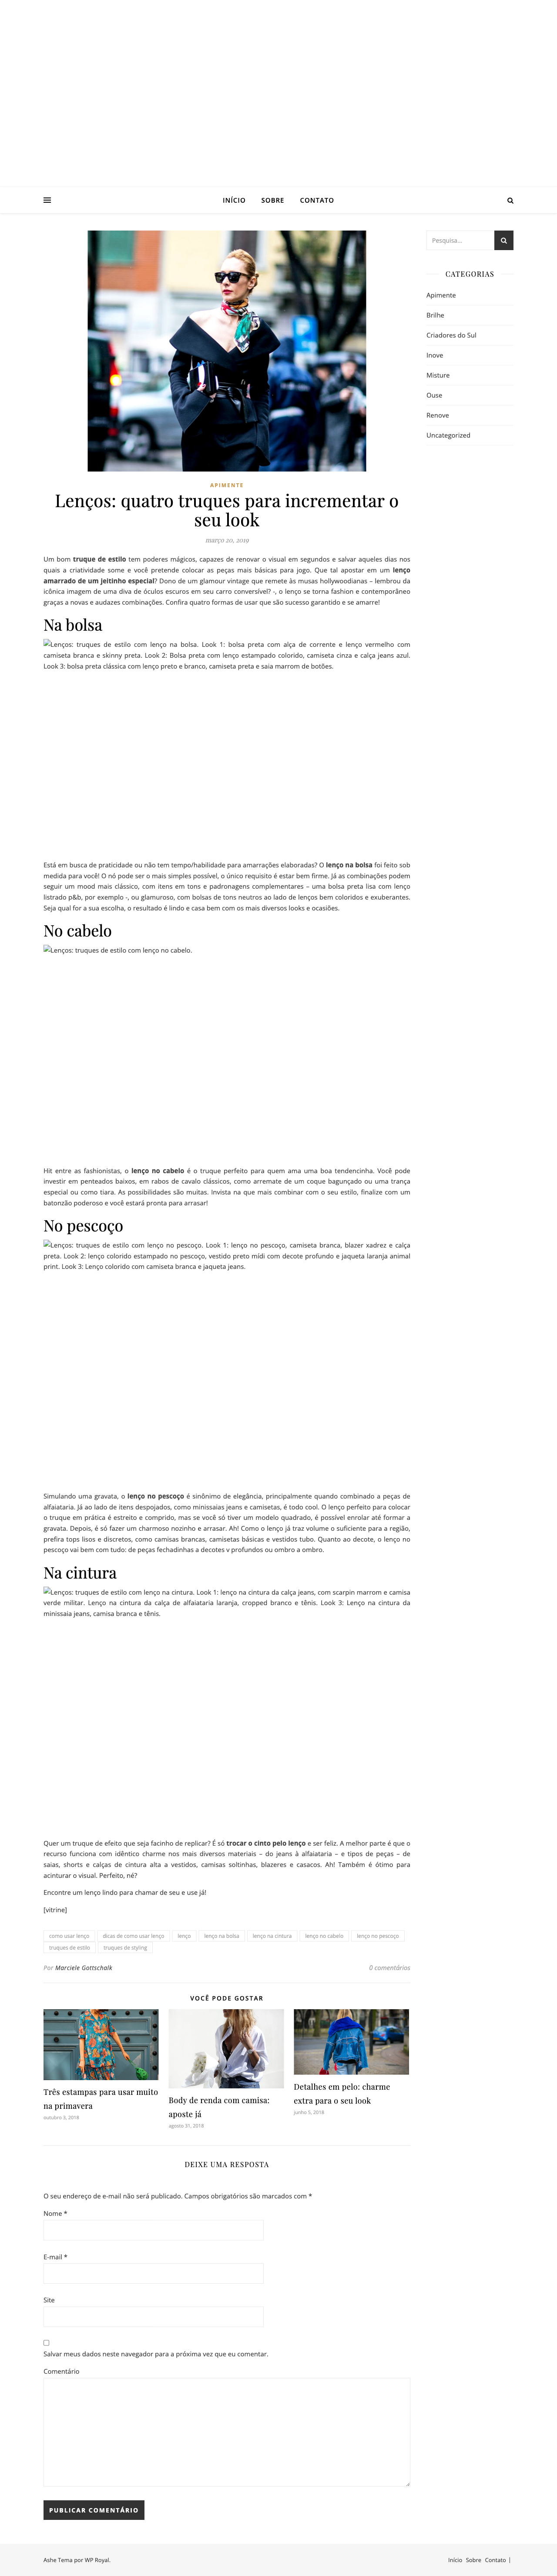 INÍCIO SOBRE CONTATO
Pesquisa...
CATEGORIAS
Apimente
Brilhe
Criadores do Sul
Inove
Misture
Ouse
Renove
Uncategorized
APIMENTE
Lenços: quatro truques para incrementar o
seu look
março 20, 2019
Um bom truque de estilo tem poderes mágicos, capazes de renovar o visual em segundos e salvar aqueles dias nos
quais a criatividade some e você pretende colocar as peças mais básicas para jogo. Que tal apostar em um lenço
amarrado de um jeitinho especial? Dono de um glamour vintage que remete às musas hollywoodianas – lembrou da
icônica imagem de uma diva de óculos escuros em seu carro conversível? -, o lenço se torna fashion e contemporâneo
graças a novas e audazes combinações. Confira quatro formas de usar que são sucesso garantido e se amarre!
Na bolsa
Lenços: truques de estilo com lenço na bolsa. Look 1: bolsa preta com alça de corrente e lenço vermelho com
camiseta branca e skinny preta. Look 2: Bolsa preta com lenço estampado colorido, camiseta cinza e calça jeans azul.
Look 3: bolsa preta clássica com lenço preto e branco, camiseta preta e saia marrom de botões.
Está em busca de praticidade ou não tem tempo/habilidade para amarrações elaboradas? O lenço na bolsa foi feito sob
medida para você! O nó pode ser o mais simples possível, o único requisito é estar bem firme. Já as combinações podem
seguir um mood mais clássico, com itens em tons e padronagens complementares – uma bolsa preta lisa com lenço
listrado p&b, por exemplo -, ou glamouroso, com bolsas de tons neutros ao lado de lenços bem coloridos e exuberantes.
Seja qual for a sua escolha, o resultado é lindo e casa bem com os mais diversos looks e ocasiões.
No cabelo
Lenços: truques de estilo com lenço no cabelo.
Hit entre as fashionistas, o lenço no cabelo é o truque perfeito para quem ama uma boa tendencinha. Você pode
investir em penteados baixos, em rabos de cavalo clássicos, como arremate de um coque bagunçado ou uma trança
especial ou como tiara. As possibilidades são muitas. Invista na que mais combinar com o seu estilo, finalize com um
batonzão poderoso e você estará pronta para arrasar!
No pescoço
Lenços: truques de estilo com lenço no pescoço. Look 1: lenço no pescoço, camiseta branca, blazer xadrez e calça
preta. Look 2: lenço colorido estampado no pescoço, vestido preto mídi com decote profundo e jaqueta laranja animal
print. Look 3: Lenço colorido com camiseta branca e jaqueta jeans.
Simulando uma gravata, o lenço no pescoço é sinônimo de elegância, principalmente quando combinado a peças de
alfaiataria. Já ao lado de itens despojados, como minissaias jeans e camisetas, é todo cool. O lenço perfeito para colocar
o truque em prática é estreito e comprido, mas se você só tiver um modelo quadrado, é possível enrolar até formar a
gravata. Depois, é só fazer um charmoso nozinho e arrasar. Ah! Como o lenço já traz volume o suficiente para a região,
prefira tops lisos e discretos, como camisas brancas, camisetas básicas e vestidos tubo. Quanto ao decote, o lenço no
pescoço vai bem com tudo: de peças fechadinhas a decotes v profundos ou ombro a ombro.
Na cintura
Lenços: truques de estilo com lenço na cintura. Look 1: lenço na cintura da calça jeans, com scarpin marrom e camisa
verde militar. Lenço na cintura da calça de alfaiataria laranja, cropped branco e tênis. Look 3: Lenço na cintura da
minissaia jeans, camisa branca e tênis.
Quer um truque de efeito que seja facinho de replicar? É só trocar o cinto pelo lenço e ser feliz. A melhor parte é que o
recurso funciona com idêntico charme nos mais diversos materiais – do jeans à alfaiataria – e tipos de peças – de
saias, shorts e calças de cintura alta a vestidos, camisas soltinhas, blazeres e casacos. Ah! Também é ótimo para
acinturar o visual. Perfeito, né?
Encontre um lenço lindo para chamar de seu e use já!
[vitrine]
como usar lenço dicas de como usar lenço lenço lenço na bolsa lenço na cintura lenço no cabelo lenço no pescoço
truques de estilo truques de styling
Por Marciele Gottschalk 0 comentários
VOCÊ PODE GOSTAR
Três estampas para usar muito
na primavera
outubro 3, 2018
Body de renda com camisa:
aposte já
agosto 31, 2018
Detalhes em pelo: charme
extra para o seu look
junho 5, 2018
DEIXE UMA RESPOSTA
O seu endereço de e-mail não será publicado. Campos obrigatórios são marcados com *
Nome *
E-mail *
Site
Salvar meus dados neste navegador para a próxima vez que eu comentar.
Comentário
PUBLICAR COMENTÁRIO
Ashe Tema por WP Royal.
Início Sobre Contato |